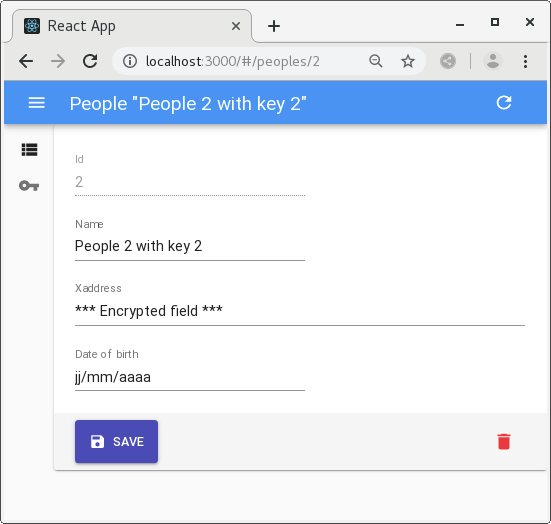 React App
localhost:3000/#/peoples/2
People "People 2 with key 2"
Id
2
Name
People 2 with key 2
Xaddress
*** Encrypted field ***
Date of birth
jj/mm/aaaa
SAVE